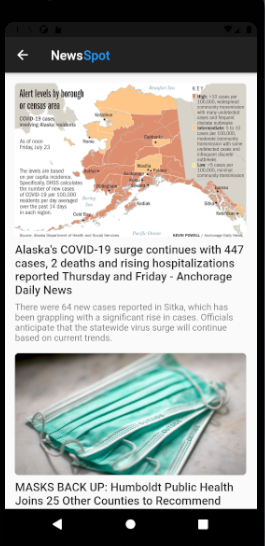 NewsSpot
Alert levels by borough
or census area
COVID-19 cases
involving Alaska residents
As of noon
Friday, July 23
The levels are based
on per capita incidence.
Specifically, DHSS calculates
the number of new cases
of COVID-19 per 100,000
residents per day averaged
over the past 14 days
in each region.
KEY
High: >10 cases per
100,000, widespread
community transmission
with many undetected
cases and frequent
discrete outbreaks
Intermediate: 5 to 10
cases per 100,000,
moderate community
transmission with some
undetected cases and
infrequent discrete
outbreaks
Low: <5 cases per
100,000, minimal
community transmission
Bering Sea
Nome
Fairbanks
Anchorage
Kodiak
Cold Bay
Juneau
Sitka
Ketchikan
Pacific Ocean
Source: Alaska Department of Health and Social Services
KEVIN POWELL / Anchorage Daily News
Alaska's COVID-19 surge continues with 447
cases, 2 deaths and rising hospitalizations
reported Thursday and Friday - Anchorage
Daily News
There were 64 new cases reported in Sitka, which has
been grappling with a significant rise in cases. Officials
anticipate that the statewide virus surge will continue
based on current trends.
MASKS BACK UP: Humboldt Public Health
Joins 25 Other Counties to Recommend